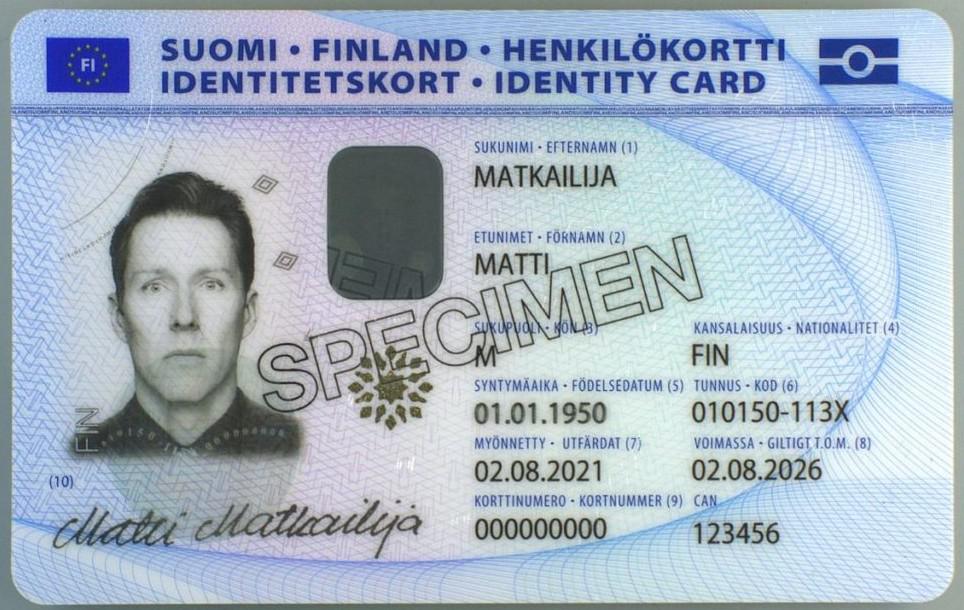 FI
SUOMI • FINLAND • HENKILÖKORTTI
IDENTITETSKORT • IDENTITY CARD
SUKUNIMI • EFTERNAMN (1)
MATKAILIJA
ETUNIMET • FÖRNAMN (2)
MATTI
SPECIMEN
SUKUPUOLI • KÖN (3) KANSALAISUUS • NATIONALITET (4)
M FIN
SYNTYMÄAIKA • FÖDELSEDATUM (5) TUNNUS • KOD (6)
01.01.1950 010150-113X
MYÖNNETTY • UTFÄRDAT (7) VOIMASSA • GILTIGT T.O.M. (8)
02.08.2021 02.08.2026
KORTTINUMERO • KORTNUMMER (9) CAN
000000000 123456
FIN
(10)
Matti Matkailija